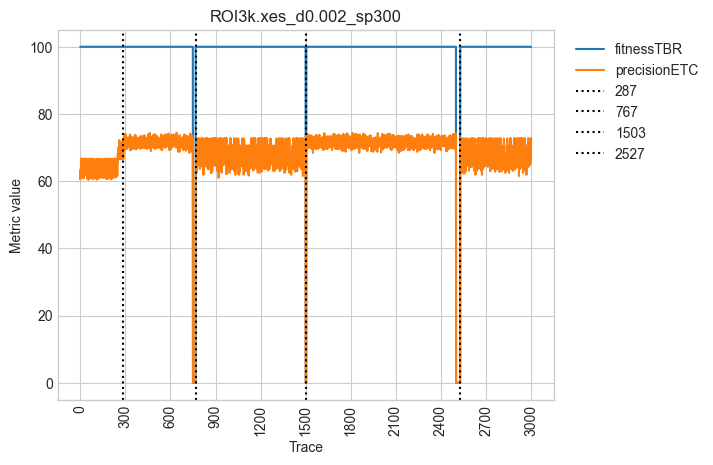 ROI3k.xes_d0.002_sp300
fitnessTBR
precisionETC
287
767
1503
2527
Metric value
100
80
60
40
20
0
0 300 600 900 1200 1500 1800 2100 2400 2700 3000
Trace